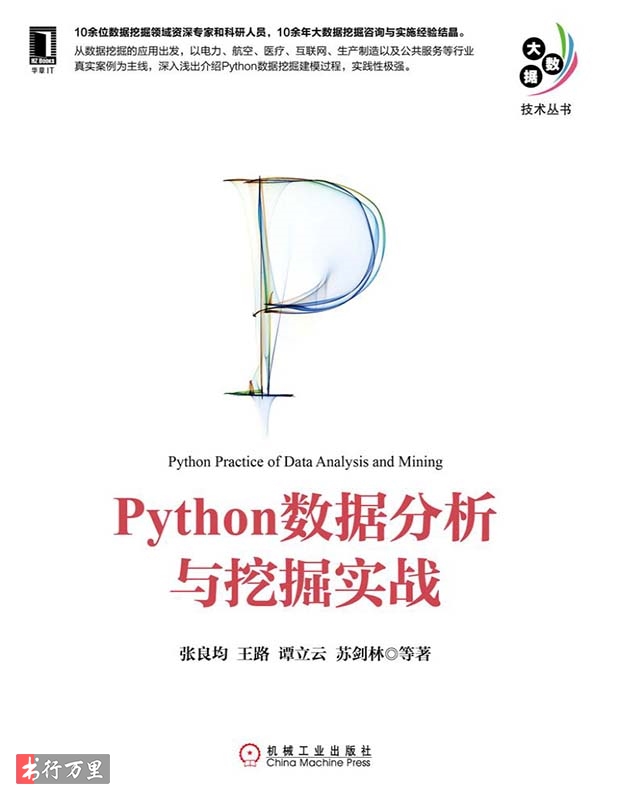 HZ BOOKS
华章 IT
10余位数据挖掘领域资深专家和科研人员，10余年大数据挖掘咨询与实施经验结晶。
从数据挖掘的应用出发，以电力、航空、医疗、互联网、生产制造以及公共服务等行业
真实案例为主线，深入浅出介绍Python数据挖掘建模过程，实践性极强。
大
数
据
技术丛书
P
Python Practice of Data Analysis and Mining
Python数据分析
与挖掘实战
张良均 王路 谭立云 苏剑林◎等著
机械工业出版社
China Machine Press
书行万里